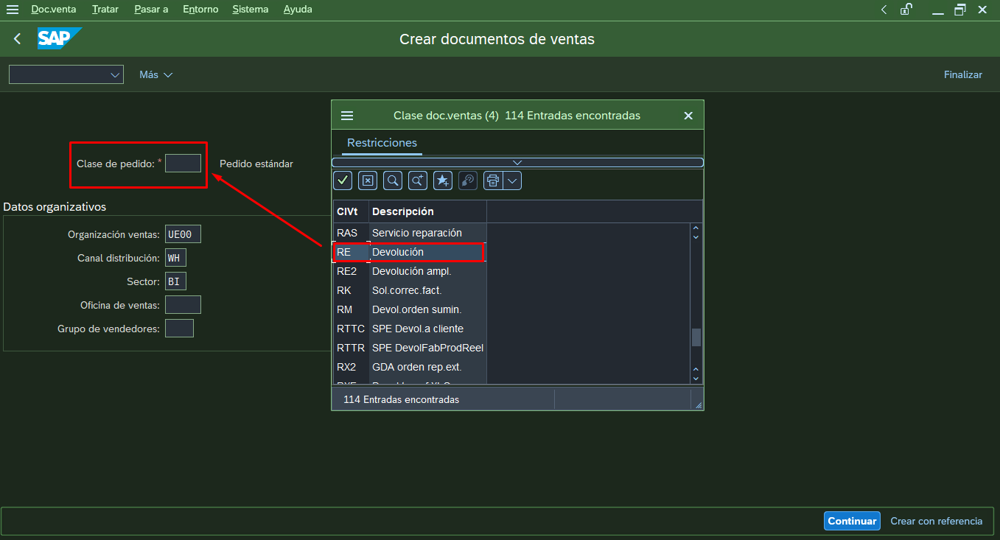 Doc.venta Tratar Pasar a Entorno Sistema Ayuda
SAP Crear documentos de ventas
Más Finalizar
Clase de pedido: * Pedido estándar
Datos organizativos
Organización ventas: UE00
Canal distribución: WH
Sector: BI
Oficina de ventas:
Grupo de vendedores:
Clase doc.ventas (4) 114 Entradas encontradas
Restricciones
ClVt Descripción
RAS Servicio reparación
RE Devolución
RE2 Devolución ampl.
RK Sol.correc.fact.
RM Devol.orden sumin.
RTTC SPE Devol.a cliente
RTTR SPE DevolFabProdReel
RX2 GDA orden rep.ext.
114 Entradas encontradas
Continuar Crear con referencia